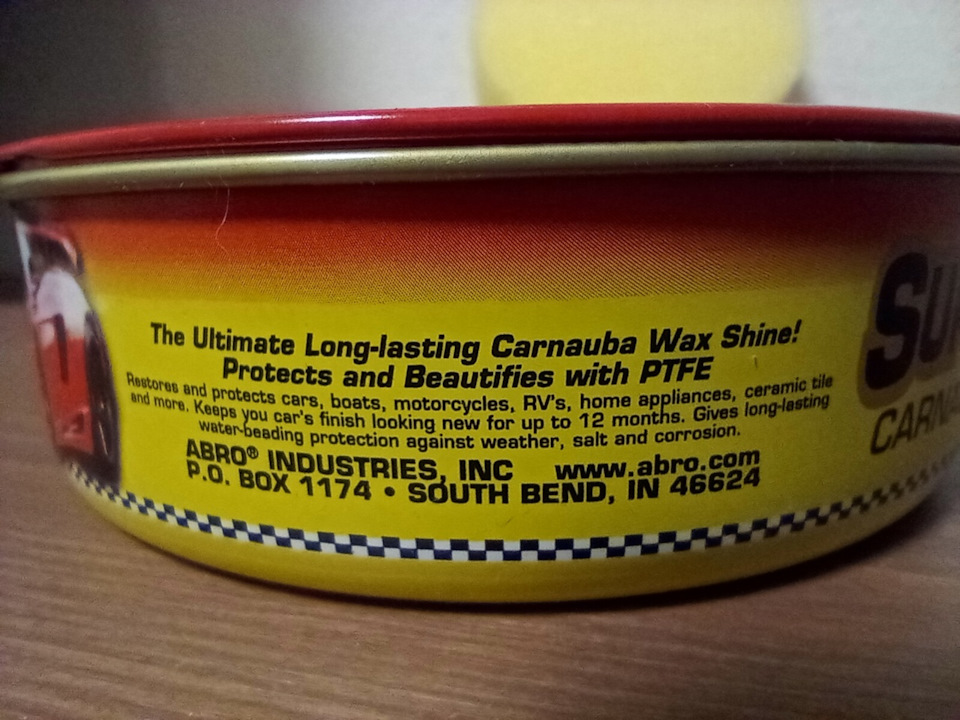 The Ultimate Long-lasting Carnauba Wax Shine!
Protects and Beautifies with PTFE
Restores and protects cars, boats, motorcycles, RV's, home appliances, ceramic tile
and more. Keeps you car's finish looking new for up to 12 months. Gives long-lasting
water-beading protection against weather, salt and corrosion.
ABRO® INDUSTRIES, INC www.abro.com
P.O. BOX 1174 • SOUTH BEND, IN 46624